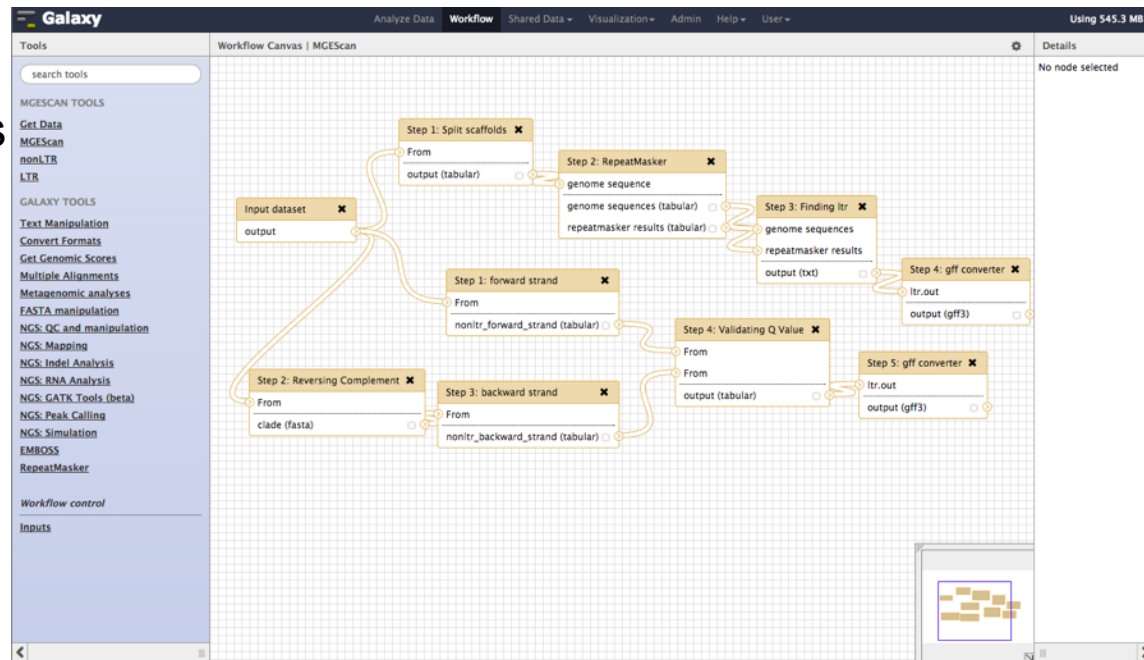 Galaxy
Analyze Data Workflow Shared Data Visualization Admin Help User
Using 545.3 MB
Tools
Workflow Canvas | MGEScan
Details
search tools
No node selected
MGESCAN TOOLS
s
Get Data
MGEScan
nonLTR
LTR
GALAXY TOOLS
Text Manipulation
Convert Formats
Get Genomic Scores
Multiple Alignments
Metagenomic analyses
FASTA manipulation
NGS: QC and manipulation
NGS: Mapping
NGS: Indel Analysis
NGS: RNA Analysis
NGS: GATK Tools (beta)
NGS: Peak Calling
NGS: Simulation
EMBOSS
RepeatMasker
Workflow control
Inputs
Input dataset
output
Step 1: Split scaffolds
From
output (tabular)
Step 2: RepeatMasker
genome sequence
genome sequences (tabular)
repeatmasker results (tabular)
Step 3: Finding ltr
genome sequences
repeatmasker results
output (txt)
Step 4: gff converter
ltr.out
output (gff3)
Step 1: forward strand
From
nonltr_forward_strand (tabular)
Step 2: Reversing Complement
From
clade (fasta)
Step 3: backward strand
From
nonltr_backward_strand (tabular)
Step 4: Validating Q Value
From
From
output (tabular)
Step 5: gff converter
ltr.out
output (gff3)